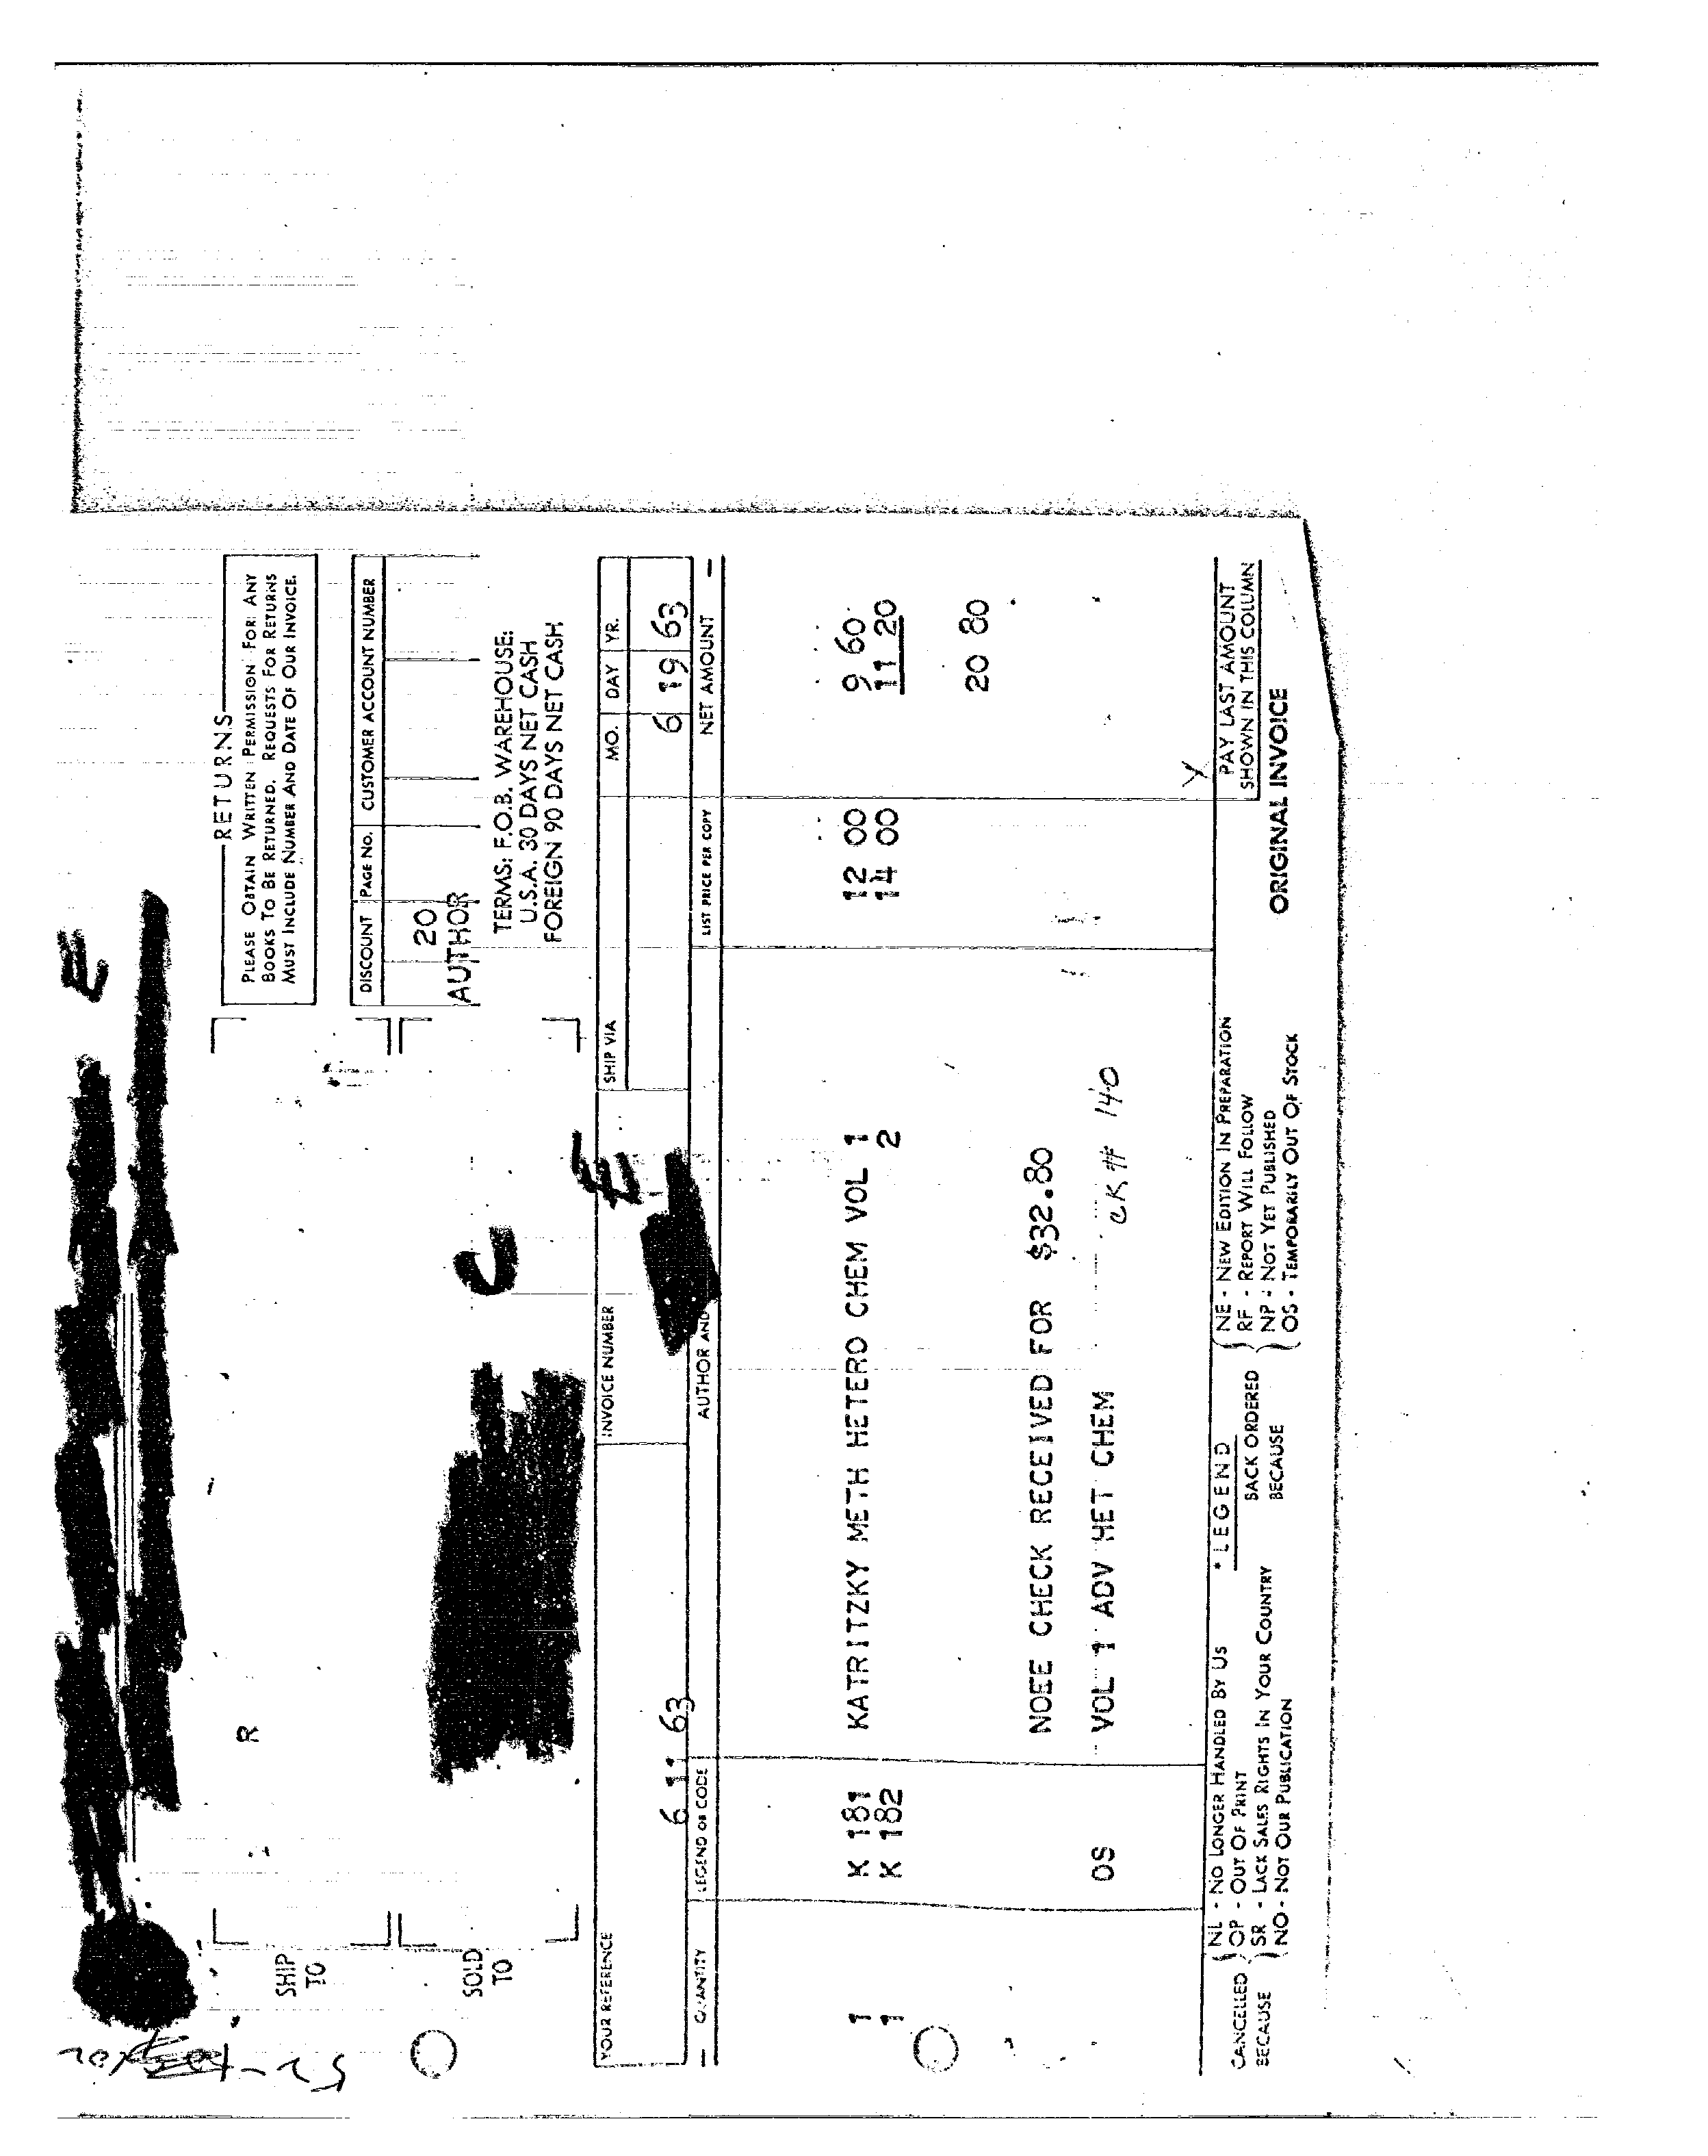 RETURNS
PLEASE OBTAIN WRITTEN PERMISSION FOR ANY
BOOKS TO BE RETURNED. REQUESTS FOR RETURNS
MUST INCLUDE NUMBER AND DATE OF OUR INVOICE.
SHIP
TO
R
DISCOUNT PAGE NO. CUSTOMER ACCOUNT NUMBER
20
AUTHOR
SOLD
TO
C
TERMS: F.O.B. WAREHOUSE:
U.S.A. 30 DAYS NET CASH
FOREIGN 90 DAYS NET CASH
YOUR REFERENCE INVOICE NUMBER SHIP VIA MO. DAY YR.
6 11 63 6 19 63
QUANTITY LEGEND OR CODE AUTHOR AND LIST PRICE PER COPY NET AMOUNT
1 K 181 KATRITZKY METH HETERO CHEM VOL 1 12 00 9 60
1 K 182 2 14 00 11 20
20 80
NOEE CHECK RECEIVED FOR $32.80
OS VOL 1 ADV HET CHEM CK # 140
*LEGEND
CANCELLED BECAUSE
NL - NO LONGER HANDLED BY US
OP - OUT OF PRINT
SR - LACK SALES RIGHTS IN YOUR COUNTRY
NO - NOT OUR PUBLICATION
BACK ORDERED BECAUSE
NE - NEW EDITION IN PREPARATION
RF - REPORT WILL FOLLOW
NP - NOT YET PUBLISHED
OS - TEMPORARILY OUT OF STOCK
PAY LAST AMOUNT
SHOWN IN THIS COLUMN
ORIGINAL INVOICE